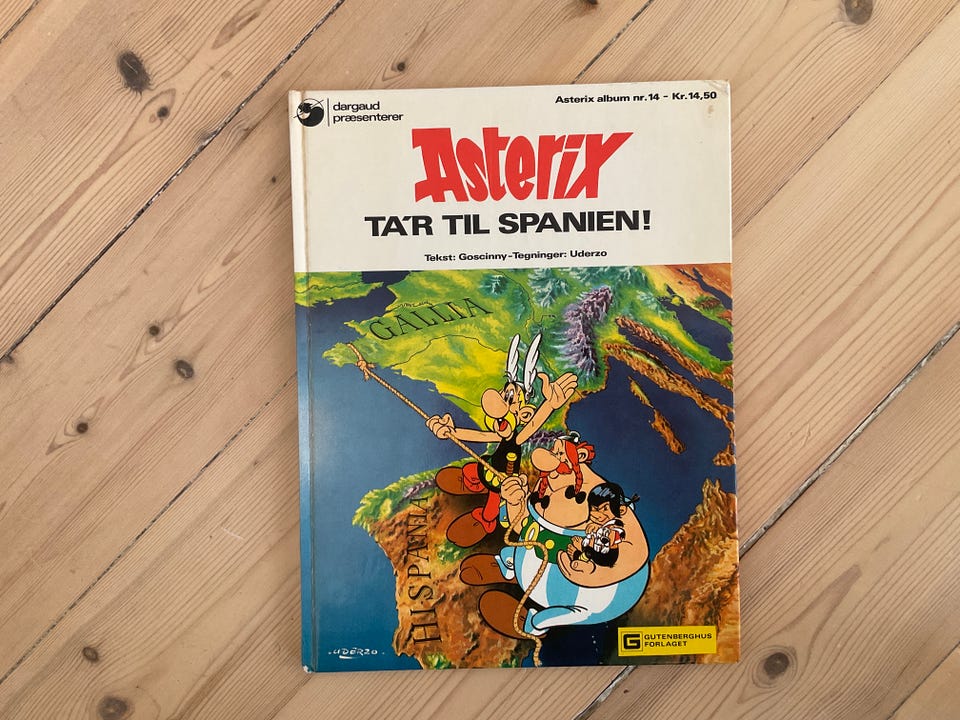 dargaud
præsenterer
Asterix album nr.14 - Kr.14,50
Asterix
TA'R TIL SPANIEN!
Tekst: Goscinny-Tegninger: Uderzo
GALLIA
HISPANIA
UDERZO
G GUTENBERGHUS
FORLAGET